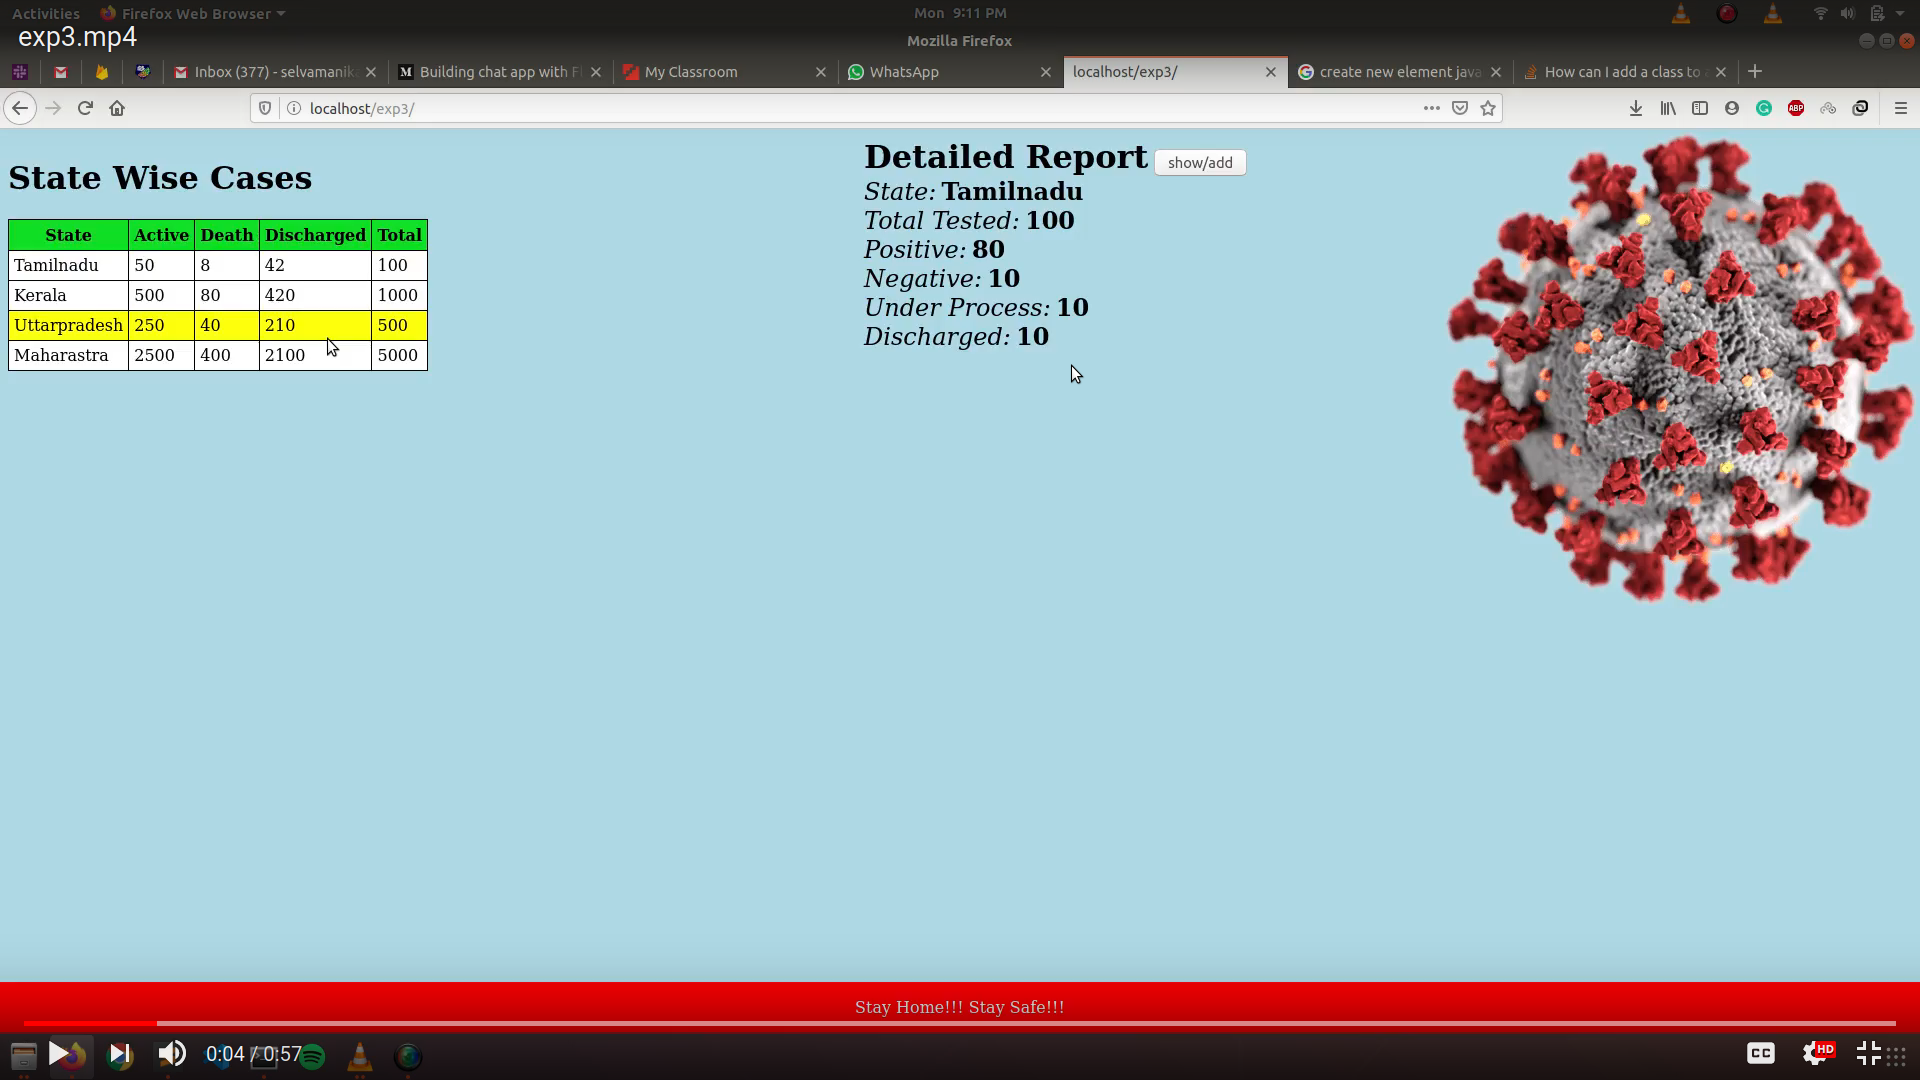 Activities Firefox Web Browser Mon 9:11 PM
exp3.mp4
Mozilla Firefox
Inbox (377) - selvamanik M Building chat app with Fl My Classroom WhatsApp localhost/exp3/ create new element java How can I add a class to
localhost/exp3/ ABP
State Wise Cases
State Active Death Discharged Total
Tamilnadu 50 8 42 100
Kerala 500 80 420 1000
Uttarpradesh 250 40 210 500
Maharastra 2500 400 2100 5000
Detailed Report show/add
State: Tamilnadu
Total Tested: 100
Positive: 80
Negative: 10
Under Process: 10
Discharged: 10
Stay Home!!! Stay Safe!!!
0:04 / 0:57 CC HD